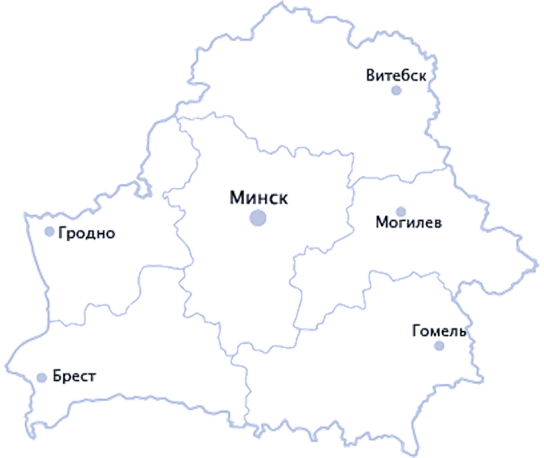 Витебск
Минск
Могилев
Гродно
Гомель
Брест